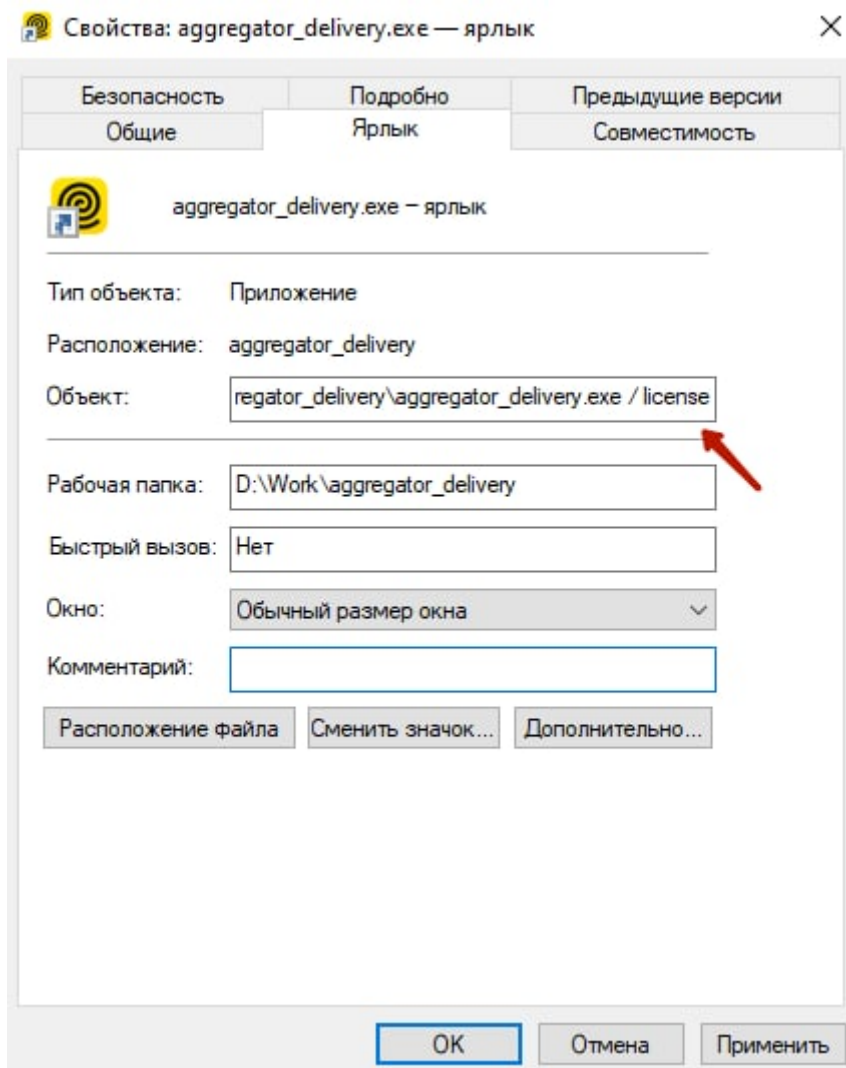 Свойства: aggregator_delivery.exe — ярлык
Безопасность Подробно Предыдущие версии
Общие Ярлык Совместимость
aggregator_delivery.exe – ярлык
Тип объекта: Приложение
Расположение: aggregator_delivery
Объект: regator_delivery\aggregator_delivery.exe / license
Рабочая папка: D:\Work\aggregator_delivery
Быстрый вызов: Нет
Окно: Обычный размер окна
Комментарий:
Расположение файла Сменить значок... Дополнительно...
OK Отмена Применить